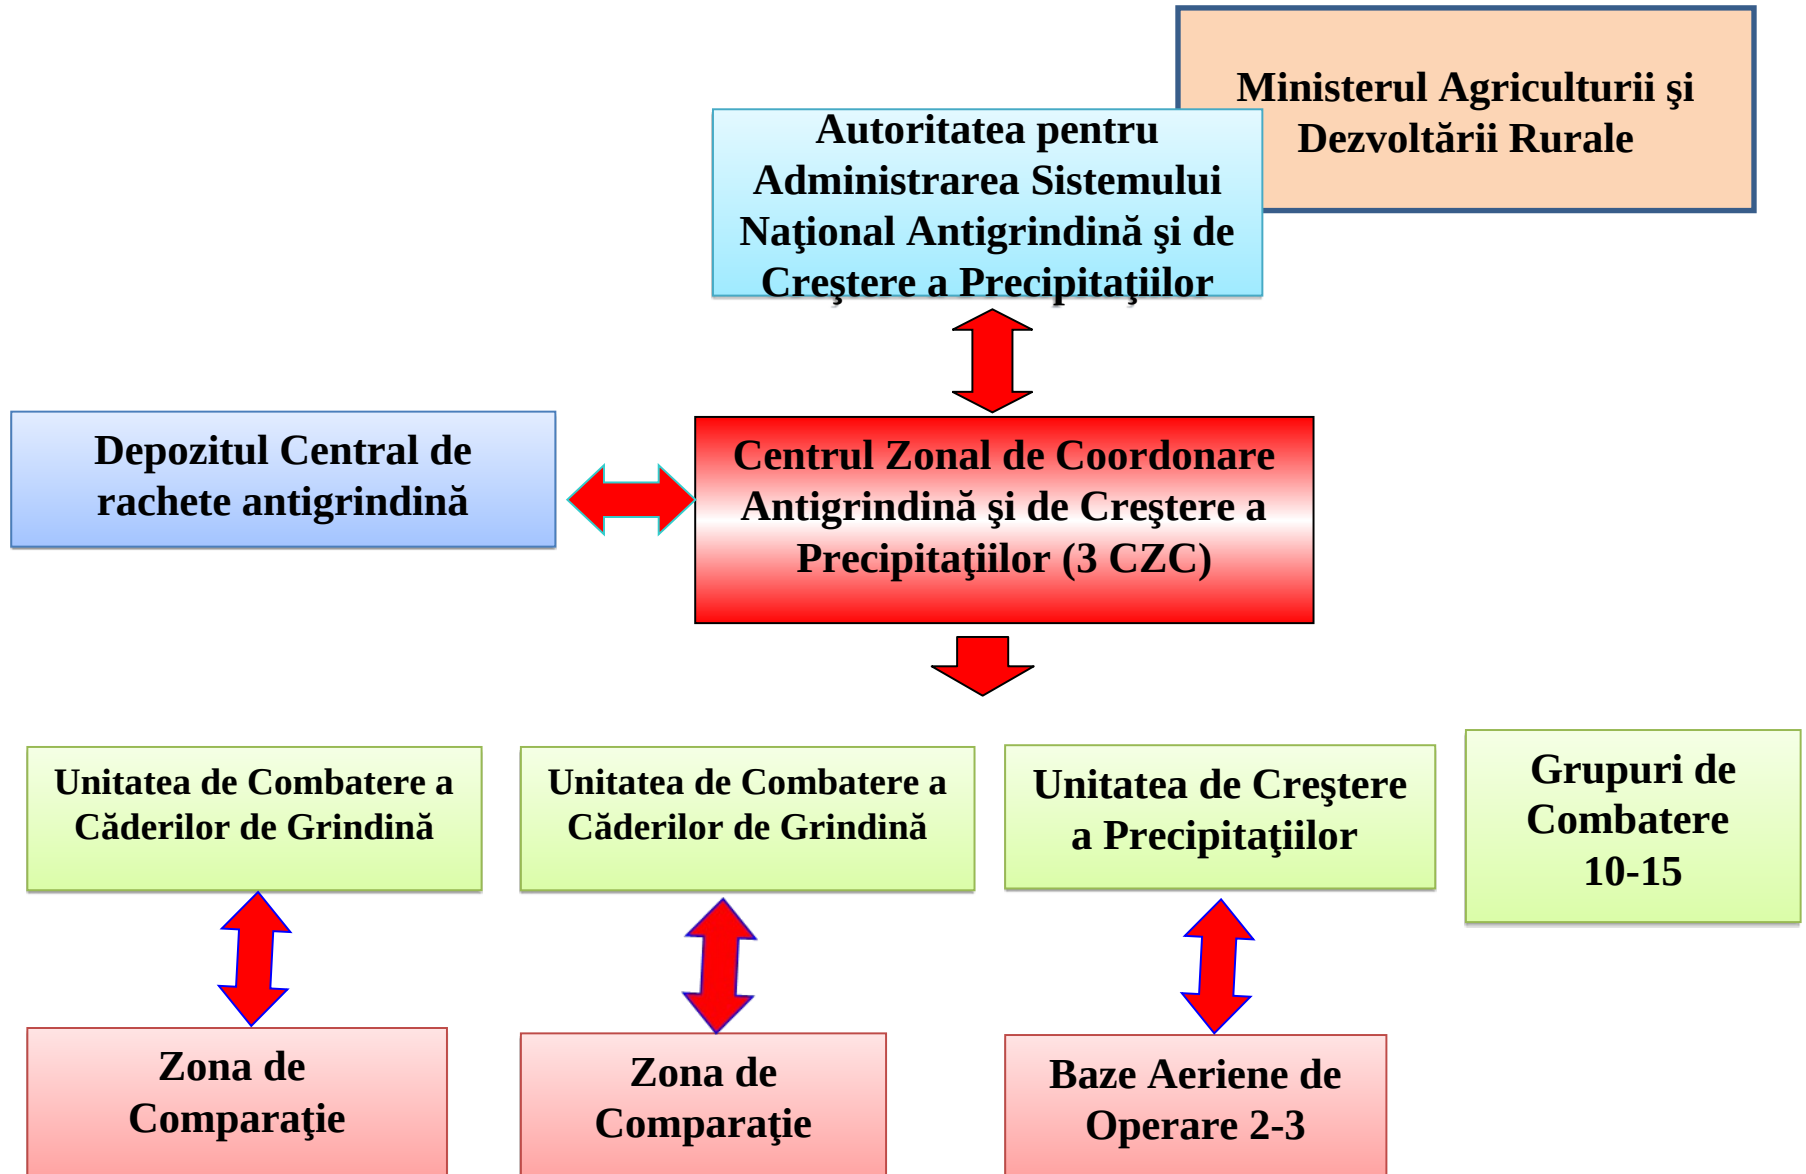 Ministerul Agriculturii şi
Dezvoltării Rurale
Autoritatea pentru
Administrarea Sistemului
Naţional Antigrindină şi de
Creştere a Precipitaţiilor
Depozitul Central de
rachete antigrindină
Centrul Zonal de Coordonare
Antigrindină şi de Creştere a
Precipitaţiilor (3 CZC)
Unitatea de Combatere a
Căderilor de Grindină
Unitatea de Combatere a
Căderilor de Grindină
Unitatea de Creştere
a Precipitaţiilor
Grupuri de
Combatere
10-15
Zona de
Comparaţie
Zona de
Comparaţie
Baze Aeriene de
Operare 2-3